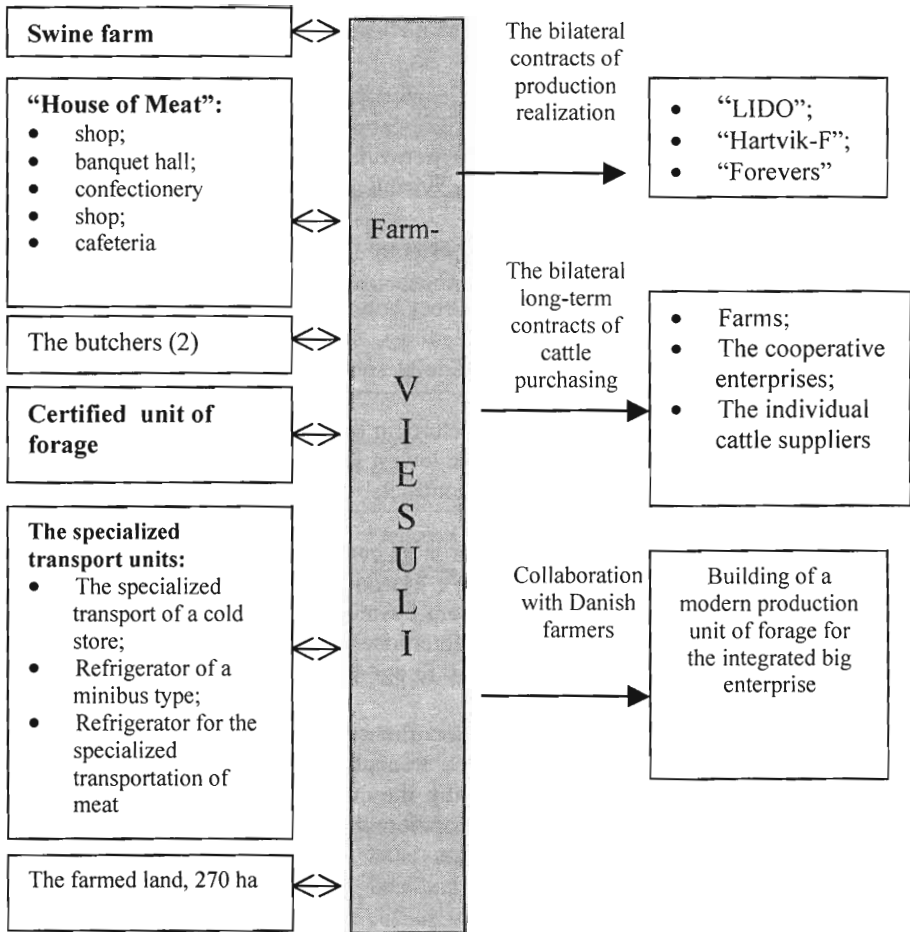 Swine farm
“House of Meat”:
• shop;
• banquet hall;
• confectionery
• shop;
• cafeteria
The butchers (2)
Certified unit of
forage
The specialized
transport units:
• The specialized
transport of a cold
store;
• Refrigerator of a
minibus type;
• Refrigerator for the
specialized
transportation of
meat
The farmed land, 270 ha
Farm-
V
I
E
S
U
L
I
The bilateral
contracts of
production
realization
• “LIDO”;
• “Hartvik-F”;
• “Forevers”
The bilateral
long-term
contracts of
cattle
purchasing
• Farms;
• The cooperative
enterprises;
• The individual
cattle suppliers
Collaboration
with Danish
farmers
Building of a
modern production
unit of forage for
the integrated big
enterprise